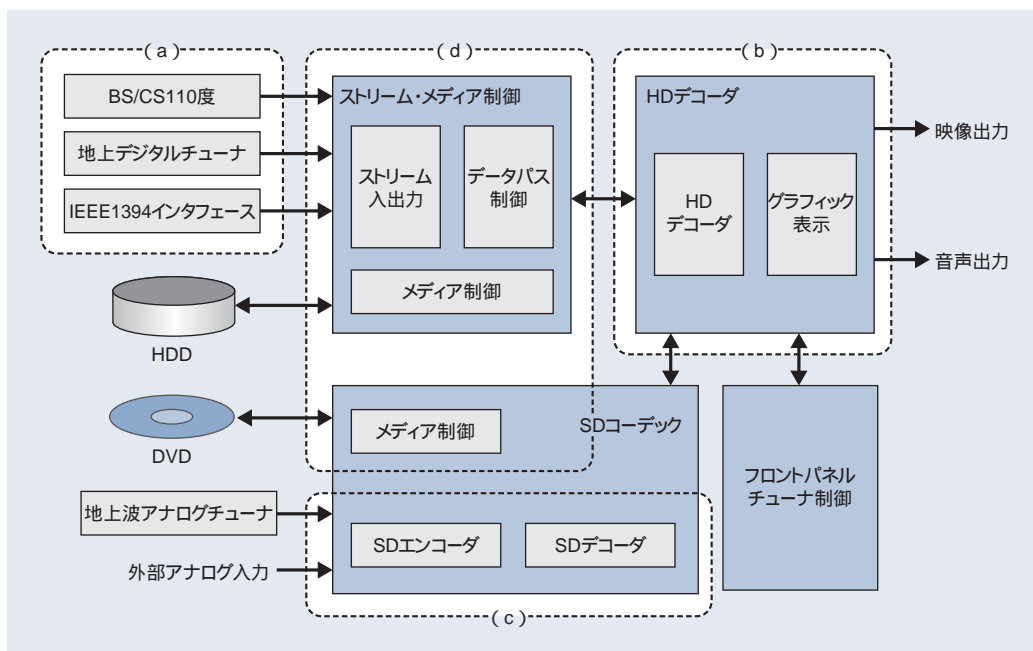 (a)
(d)
(b)
BS/CS110度
地上デジタルチューナ
IEEE1394インタフェース
ストリーム・メディア制御
ストリーム
入出力
データパス
制御
メディア制御
HDデコーダ
HD
デコーダ
グラフィック
表示
映像出力
音声出力
HDD
DVD
メディア制御
SDコーデック
地上波アナログチューナ
外部アナログ入力
SDエンコーダ
SDデコーダ
(c)
フロントパネル
チューナ制御